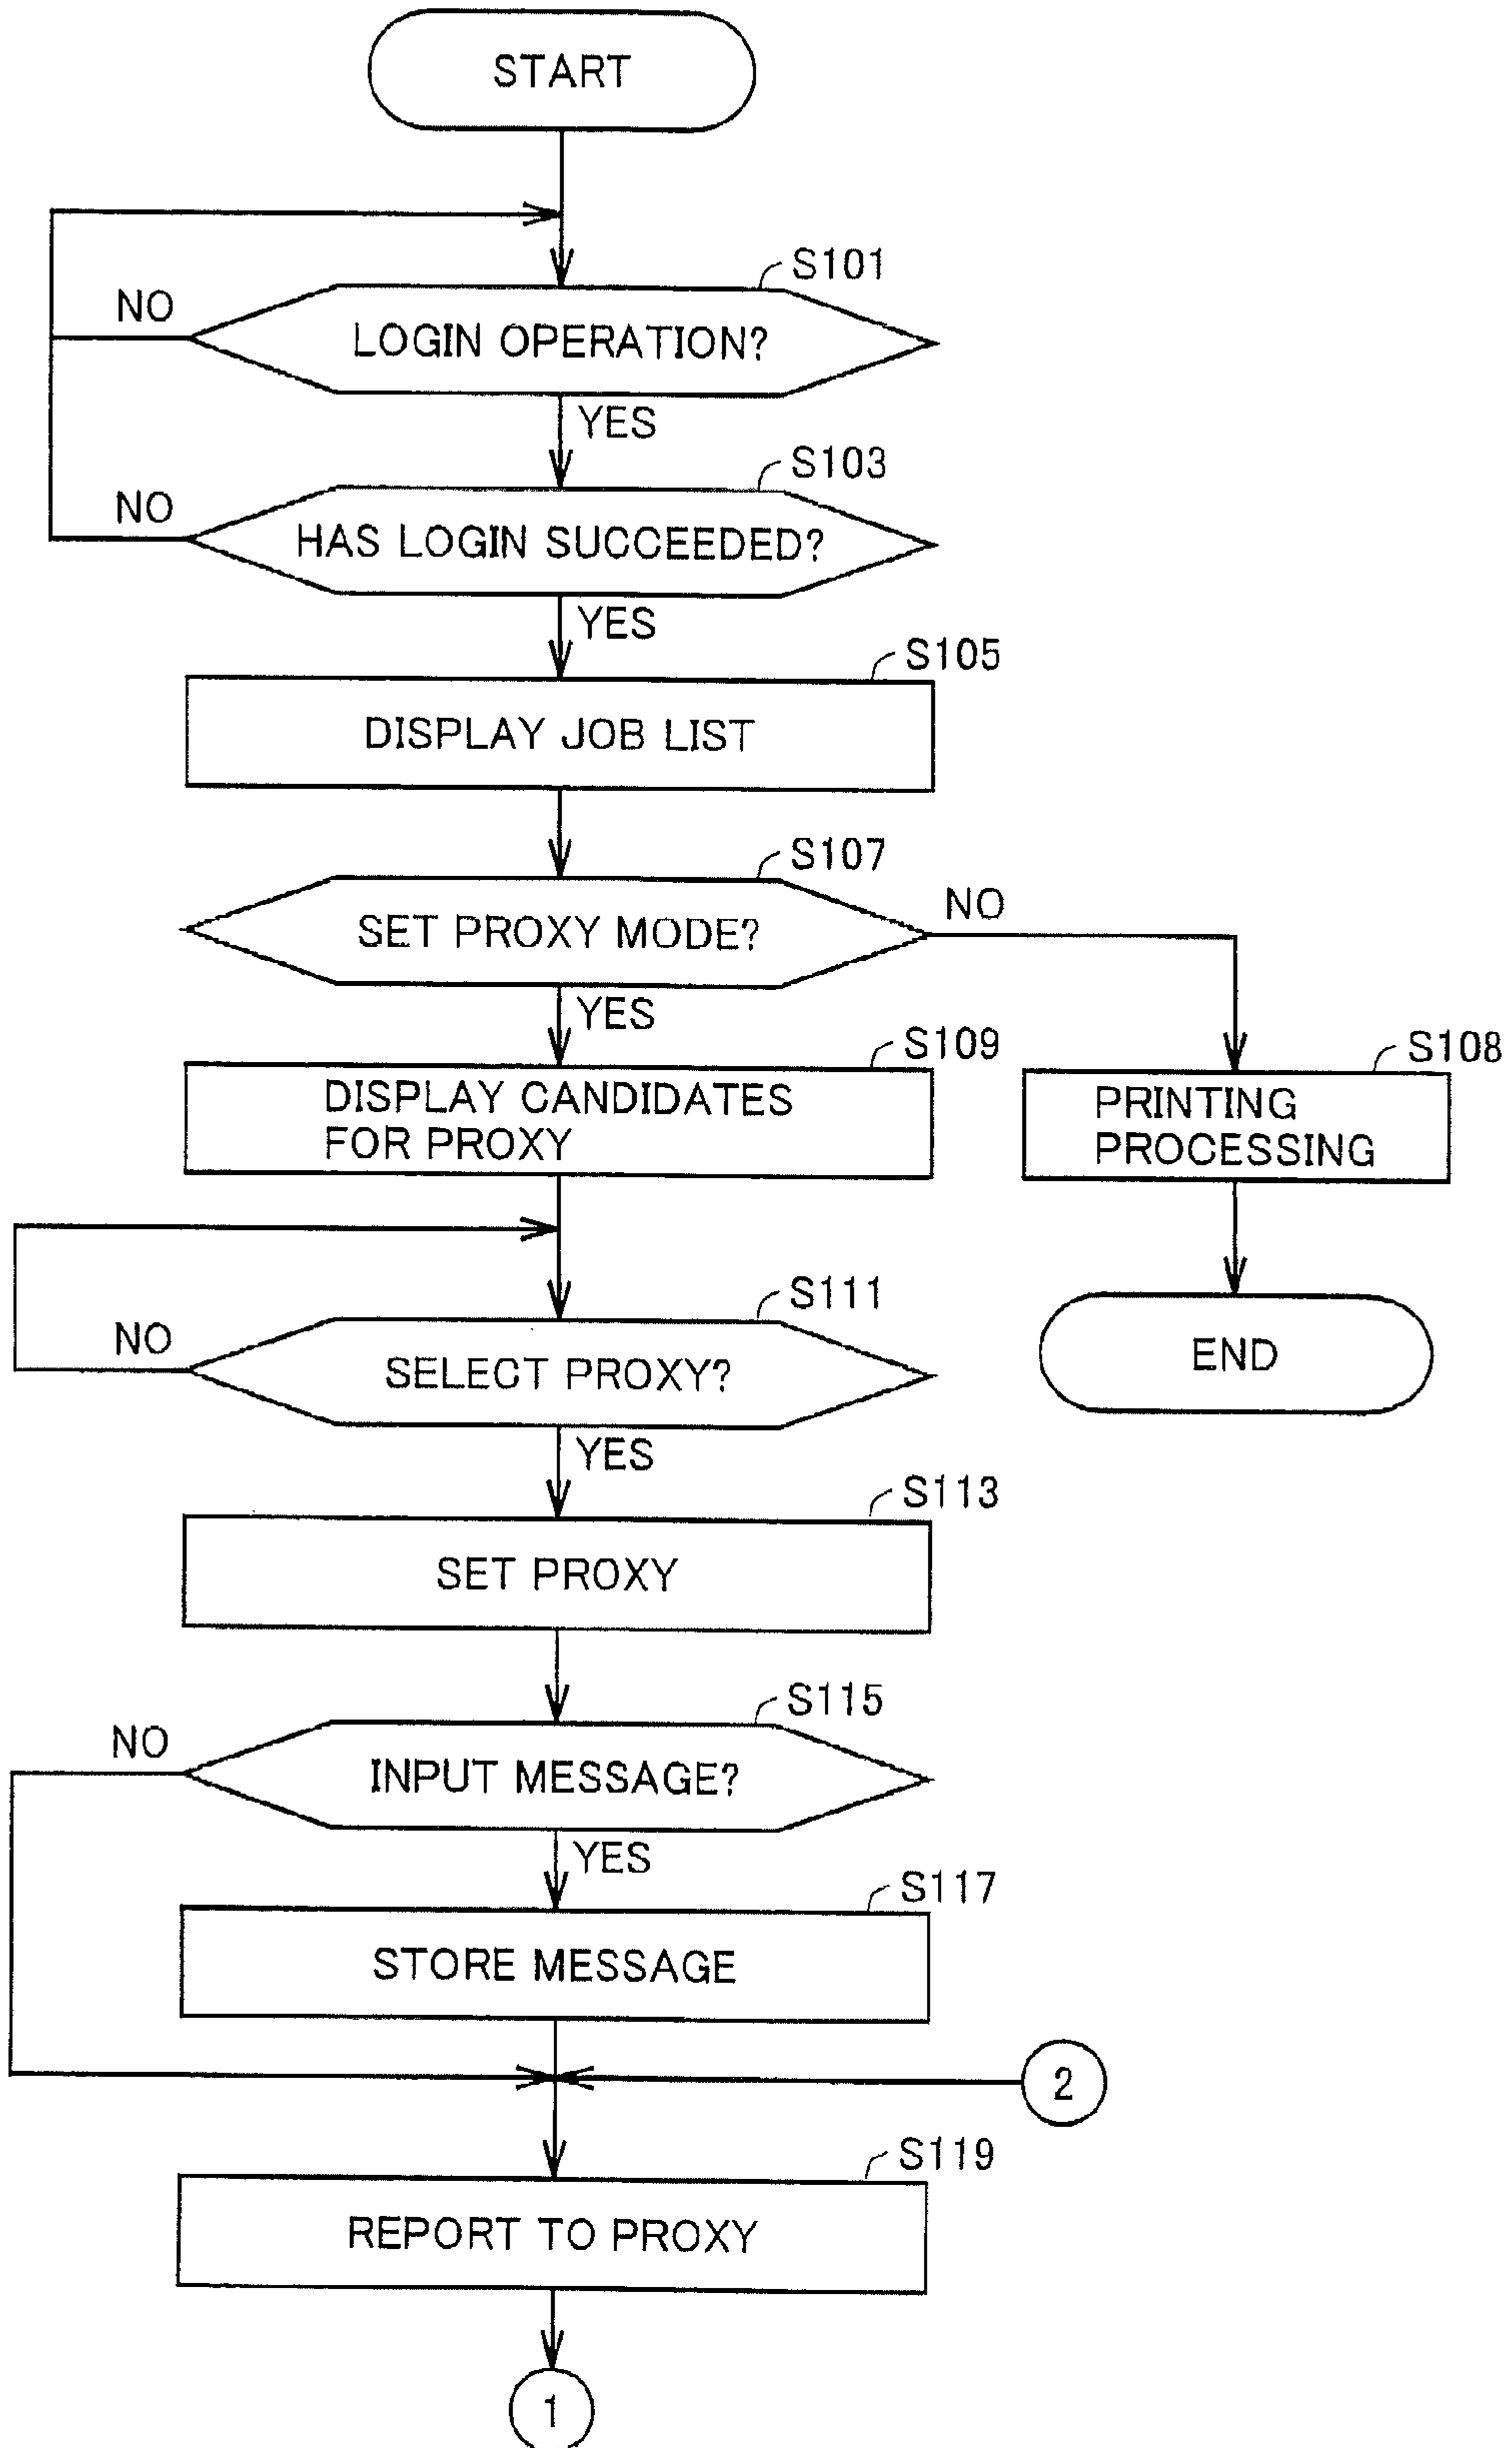 START
S101
NO
LOGIN OPERATION?
YES
S103
NO
HAS LOGIN SUCCEEDED?
YES
S105
DISPLAY JOB LIST
S107
NO
SET PROXY MODE?
YES
S109
DISPLAY CANDIDATES
FOR PROXY
S108
PRINTING
PROCESSING
END
S111
NO
SELECT PROXY?
YES
S113
SET PROXY
S115
NO
INPUT MESSAGE?
YES
S117
STORE MESSAGE
2
S119
REPORT TO PROXY
1